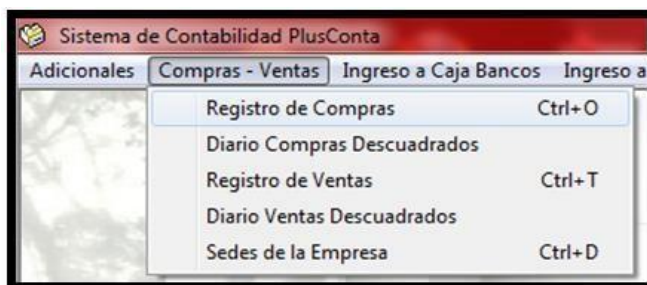 Sistema de Contabilidad PlusConta
Adicionales Compras - Ventas Ingreso a Caja Bancos Ingreso a
Registro de Compras Ctrl+O
Diario Compras Descuadrados
Registro de Ventas Ctrl+T
Diario Ventas Descuadrados
Sedes de la Empresa Ctrl+D